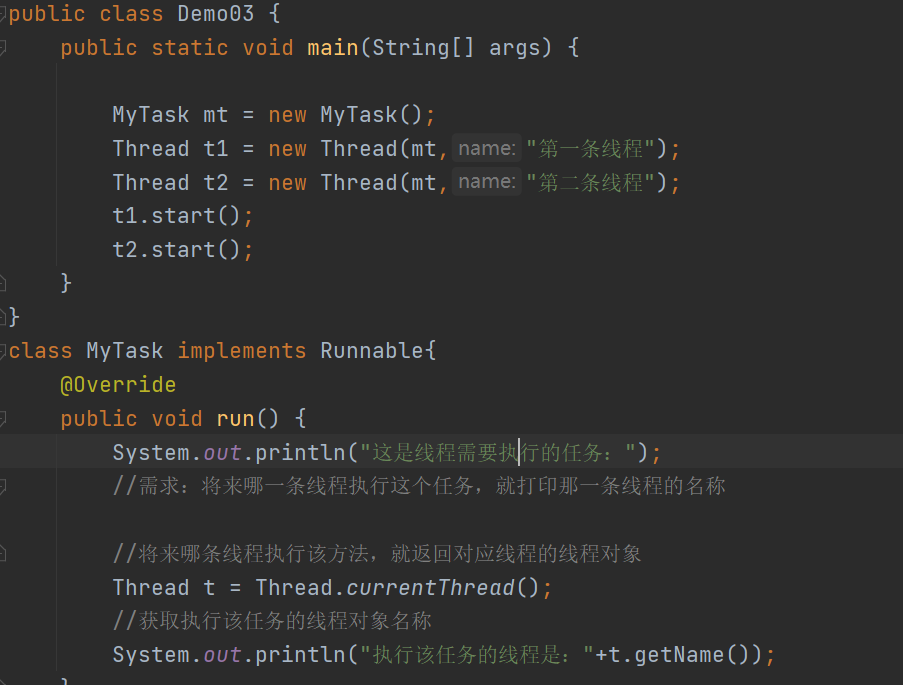 public class Demo03 {
public static void main(String[] args) {
MyTask mt = new MyTask();
Thread t1 = new Thread(mt, name: "第一条线程");
Thread t2 = new Thread(mt, name: "第二条线程");
t1.start();
t2.start();
}
}
class MyTask implements Runnable{
@Override
public void run() {
System.out.println("这是线程需要执行的任务：");
//需求：将来哪一条线程执行这个任务，就打印那一条线程的名称
//将来哪条线程执行该方法，就返回对应线程的线程对象
Thread t = Thread.currentThread();
//获取执行该任务的线程对象名称
System.out.println("执行该任务的线程是："+t.getName());
}